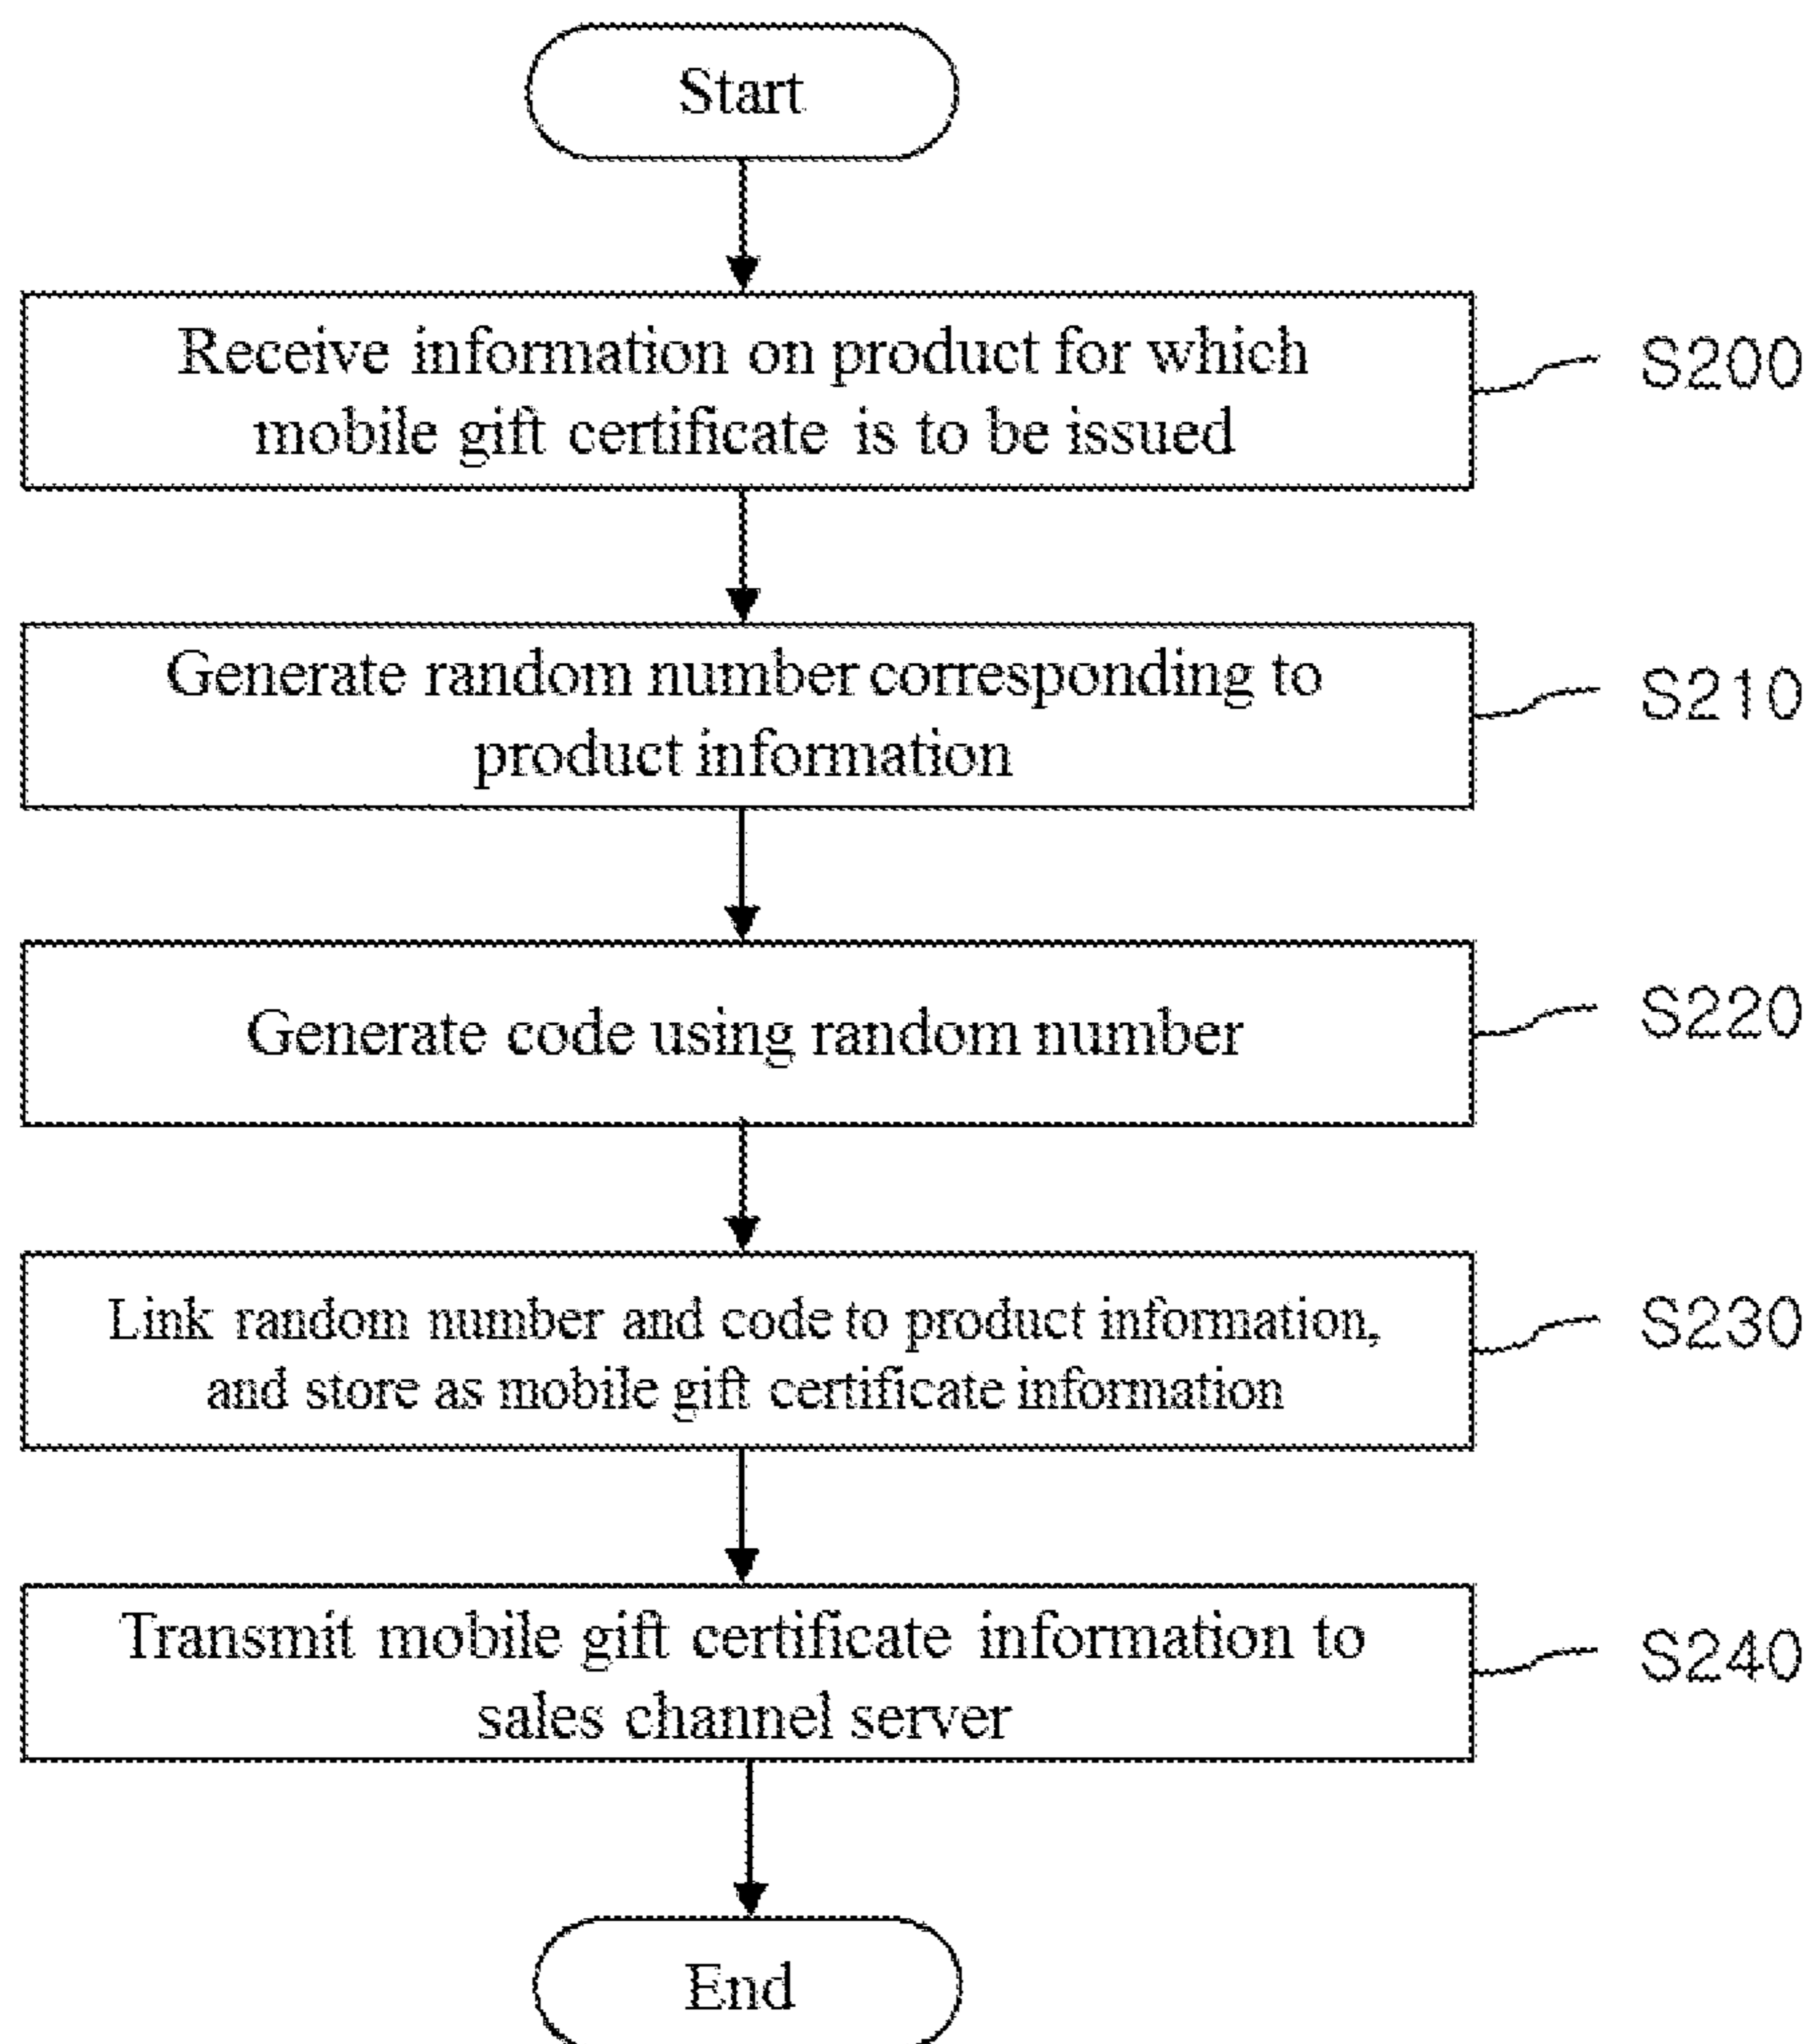 Start
Receive information on product for which
mobile gift certificate is to be issued
S200
Generate random number corresponding to
product information
S210
Generate code using random number
S220
Link random number and code to product information,
and store as mobile gift certificate information
S230
Transmit mobile gift certificate information to
sales channel server
S240
End